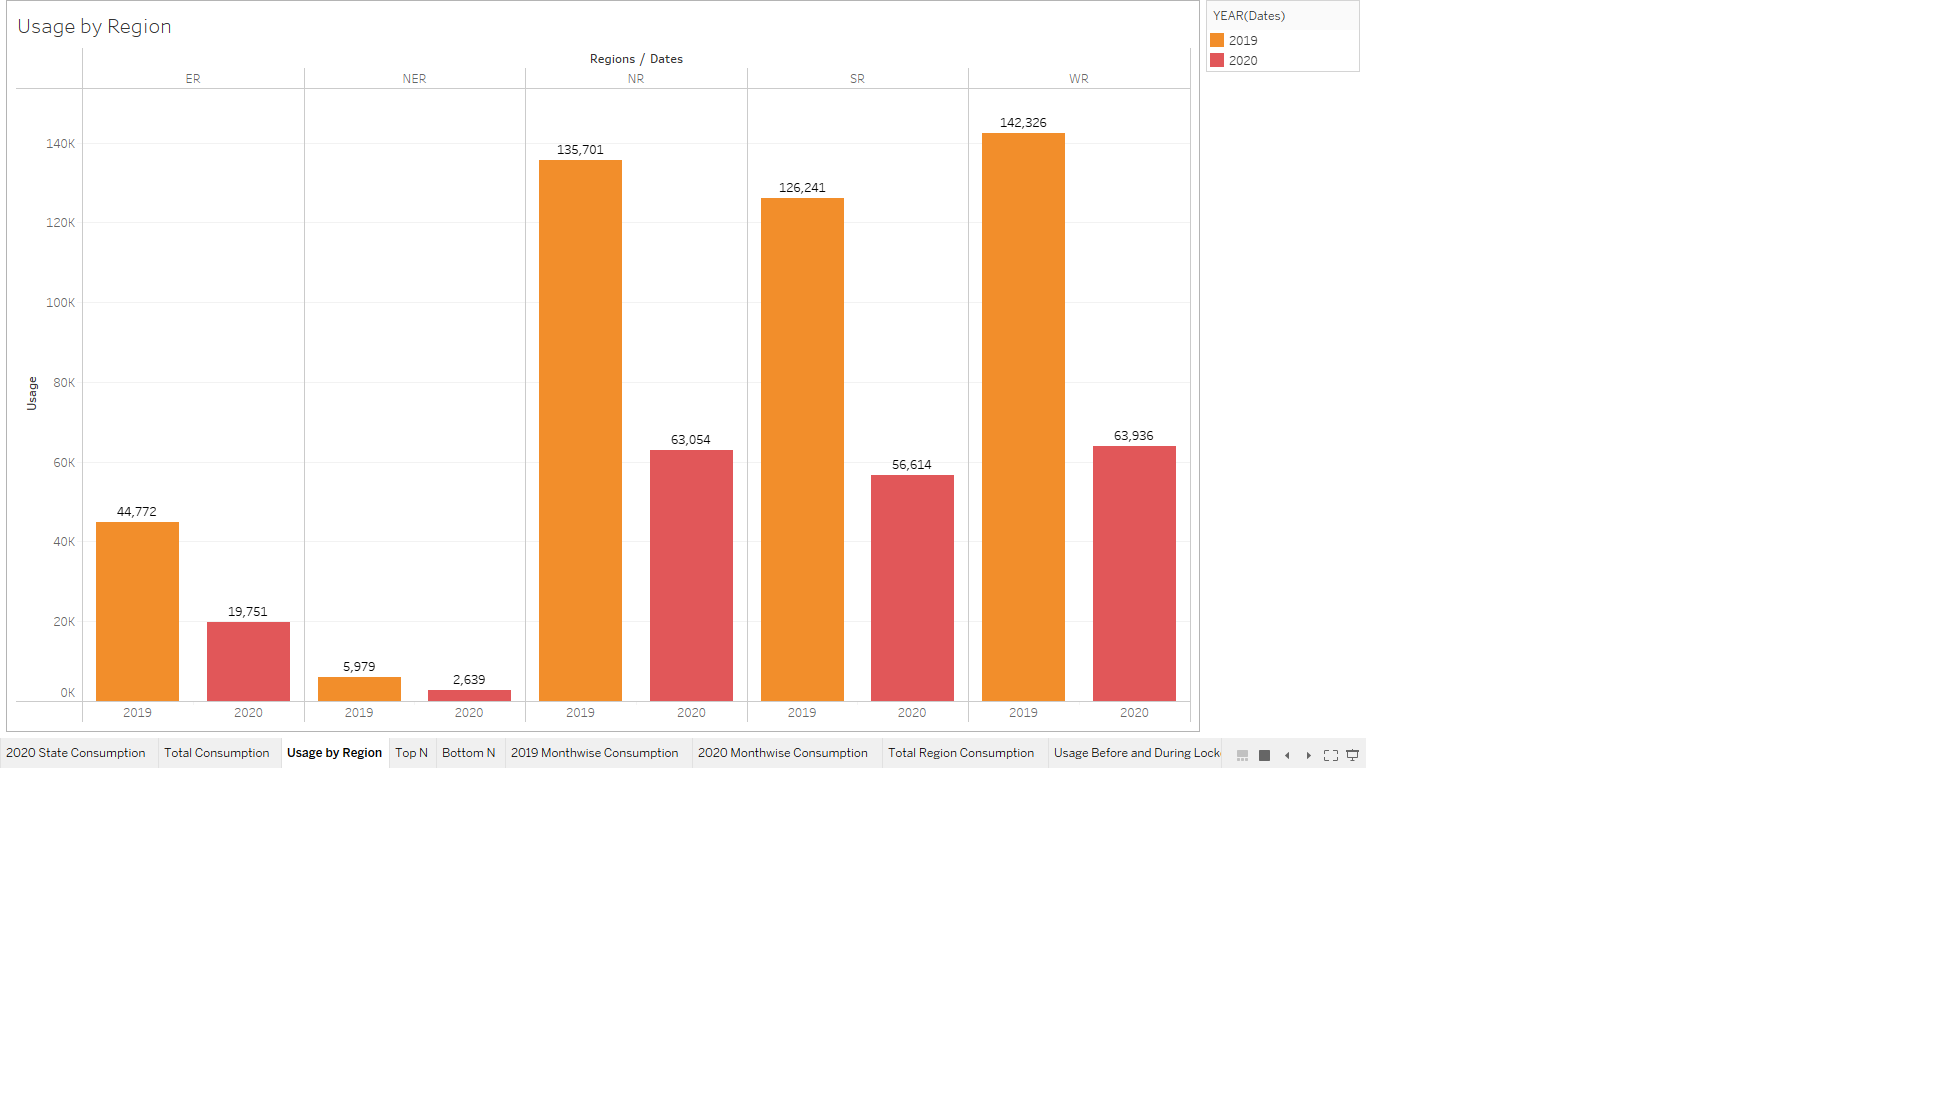 Usage by Region
YEAR(Dates)
2019
2020
Regions / Dates
ER NER NR SR WR
Usage
140K
120K
100K
80K
60K
40K
20K
0K
44,772
19,751
5,979
2,639
135,701
63,054
126,241
56,614
142,326
63,936
2019 2020 2019 2020 2019 2020 2019 2020 2019 2020
2020 State Consumption Total Consumption Usage by Region Top N Bottom N 2019 Monthwise Consumption 2020 Monthwise Consumption Total Region Consumption Usage Before and During Lock